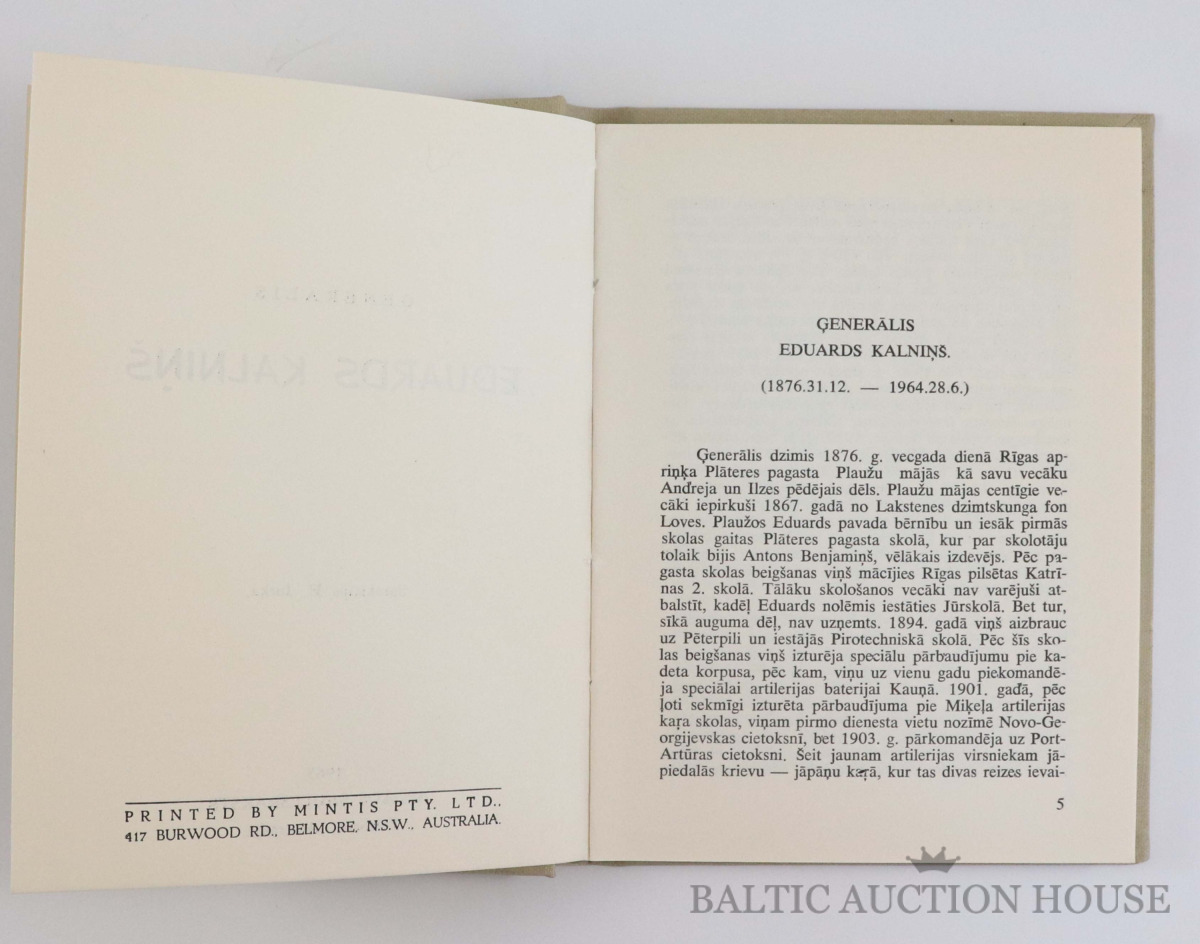 PRINTED BY MINTIS PTY. LTD.,
417 BURWOOD RD., BELMORE, N.S.W., AUSTRALIA.
ĢENERĀLIS
EDUARDS KALNIŅŠ.
(1876.31.12. — 1964.28.6.)
Ģenerālis dzimis 1876. g. vecgada dienā Rīgas ap-
riņķa Plāteres pagasta Plaužu mājās kā savu vecāku
Andreja un Ilzes pēdējais dēls. Plaužu mājas centīgie ve-
cāki iepirkuši 1867. gadā no Lakstenes dzimtskunga fon
Loves. Plaužos Eduards pavada bērnību un iesāk pirmās
skolas gaitas Plāteres pagasta skolā, kur par skolotāju
tolaik bijis Antons Benjamiņš, vēlākais izdevējs. Pēc pa-
gasta skolas beigšanas viņš mācījies Rīgas pilsētas Katrī-
nas 2. skolā. Tālāku skološanos vecāki nav varējuši at-
balstīt, kadēļ Eduards nolēmis iestāties Jūrskolā. Bet tur,
sīkā auguma dēļ, nav uzņemts. 1894. gadā viņš aizbrauc
uz Pēterpili un iestājās Pirotechniskā skolā. Pēc šīs sko-
las beigšanas viņš izturēja speciālu pārbaudījumu pie ka-
deta korpusa, pēc kam, viņu uz vienu gadu piekomandē-
ja speciālai artilerijas baterijai Kauņā. 1901. gadā, pēc
ļoti sekmīgi izturēta pārbaudījuma pie Miķeļa artilerijas
kaŗa skolas, viņam pirmo dienesta vietu nozīmē Novo-Ge-
orgijevskas cietoksnī, bet 1903. g. pārkomandēja uz Port-
Artūras cietoksni. Šeit jaunam artilerijas virsniekam jā-
piedalās krievu — jāpāņu kaŗā, kur tas divas reizes ievai-
5
BALTIC AUCTION HOUSE